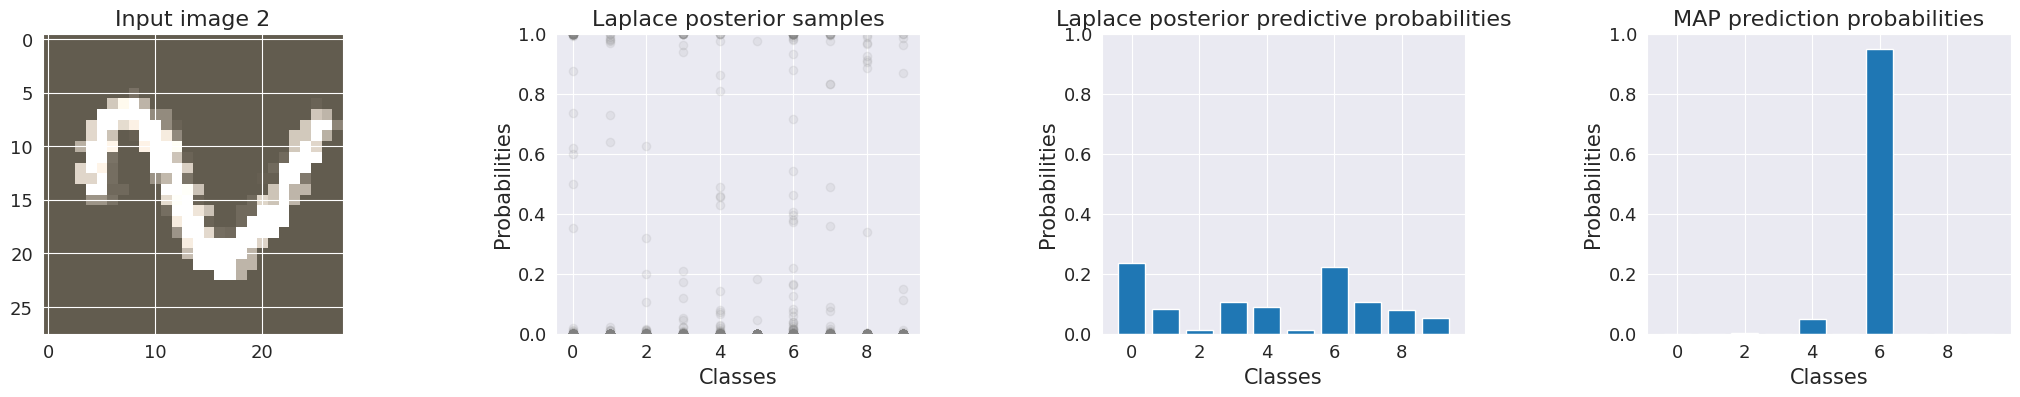 Input image 2
0
5
10
15
20
25
0 10 20
Laplace posterior samples
1.0
0.8
0.6
0.4
0.2
0.0
Probabilities
0 2 4 6 8
Classes
Laplace posterior predictive probabilities
1.0
0.8
0.6
0.4
0.2
0.0
Probabilities
0 2 4 6 8
Classes
MAP prediction probabilities
1.0
0.8
0.6
0.4
0.2
0.0
Probabilities
0 2 4 6 8
Classes